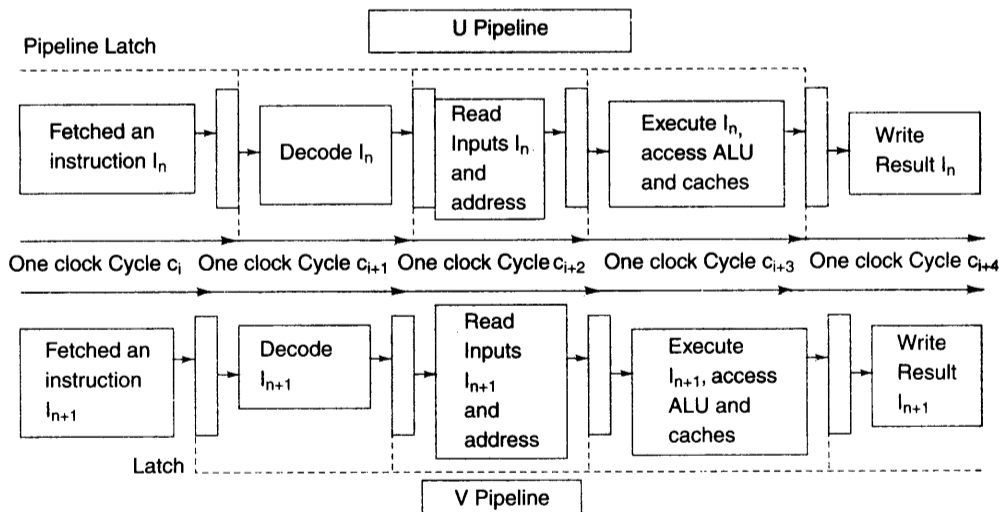 U Pipeline
Pipeline Latch
Fetched an
instruction Iₙ
Decode Iₙ
Read
Inputs Iₙ
and
address
Execute Iₙ,
access ALU
and caches
Write
Result Iₙ
One clock Cycle cᵢ
One clock Cycle cᵢ₊₁
One clock Cycle cᵢ₊₂
One clock Cycle cᵢ₊₃
One clock Cycle cᵢ₊₄
Fetched an
instruction
Iₙ₊₁
Decode
Iₙ₊₁
Read
Inputs
Iₙ₊₁
and
address
Execute
Iₙ₊₁, access
ALU and
caches
Write
Result
Iₙ₊₁
Latch
V Pipeline